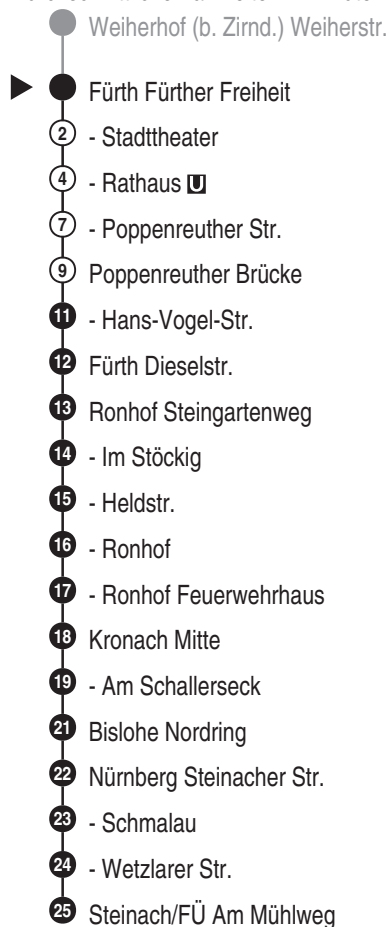 Weiherhof (b. Zirnd.) Weiherstr.
Fürth Fürther Freiheit
2 - Stadttheater
4 - Rathaus U
7 - Poppenreuther Str.
9 Poppenreuther Brücke
11 - Hans-Vogel-Str.
12 Fürth Dieselstr.
13 Ronhof Steingartenweg
14 - Im Stöckig
15 - Heldstr.
16 - Ronhof
17 - Ronhof Feuerwehrhaus
18 Kronach Mitte
19 - Am Schallerseck
21 Bislohe Nordring
22 Nürnberg Steinacher Str.
23 - Schmalau
24 - Wetzlarer Str.
25 Steinach/FÜ Am Mühlweg